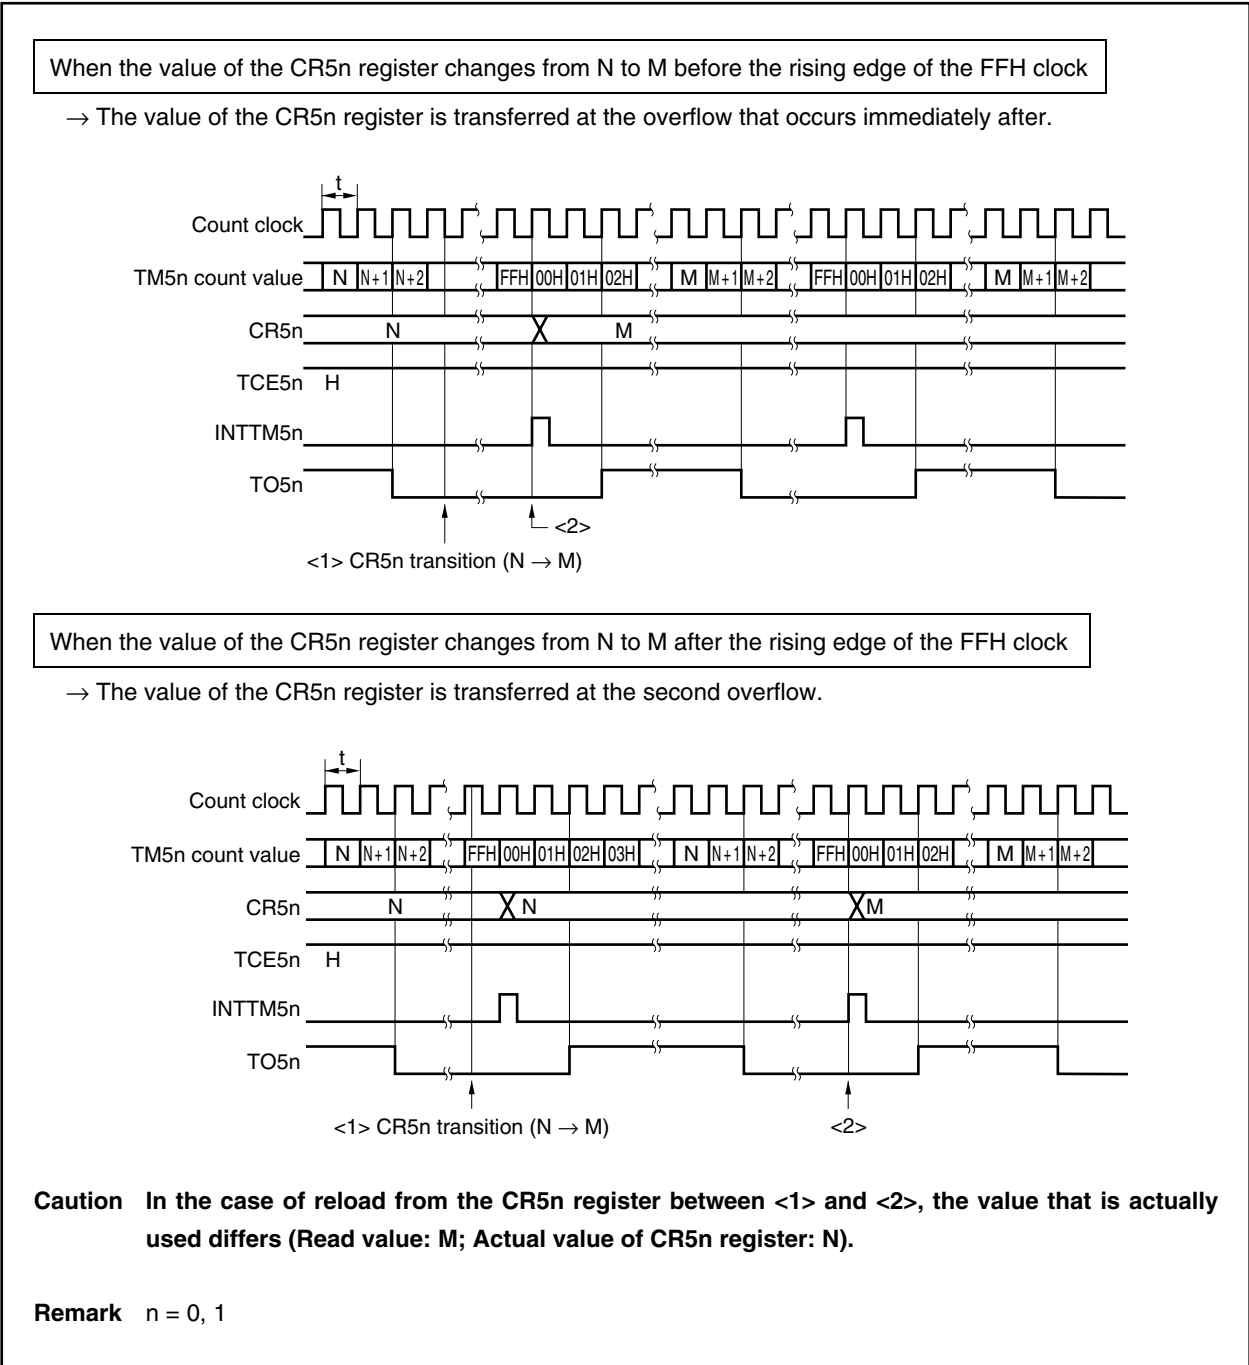 When the value of the CR5n register changes from N to M before the rising edge of the FFH clock
→ The value of the CR5n register is transferred at the overflow that occurs immediately after.
t
Count clock
TM5n count value N N+1 N+2 FFH 00H 01H 02H M M+1 M+2 FFH 00H 01H 02H M M+1 M+2
CR5n N M
TCE5n H
INTTM5n
TO5n
<2>
<1> CR5n transition (N → M)
When the value of the CR5n register changes from N to M after the rising edge of the FFH clock
→ The value of the CR5n register is transferred at the second overflow.
t
Count clock
TM5n count value N N+1 N+2 FFH 00H 01H 02H 03H N N+1 N+2 FFH 00H 01H 02H M M+1 M+2
CR5n N N M
TCE5n H
INTTM5n
TO5n
<1> CR5n transition (N → M) <2>
Caution In the case of reload from the CR5n register between <1> and <2>, the value that is actually
used differs (Read value: M; Actual value of CR5n register: N).
Remark n = 0, 1